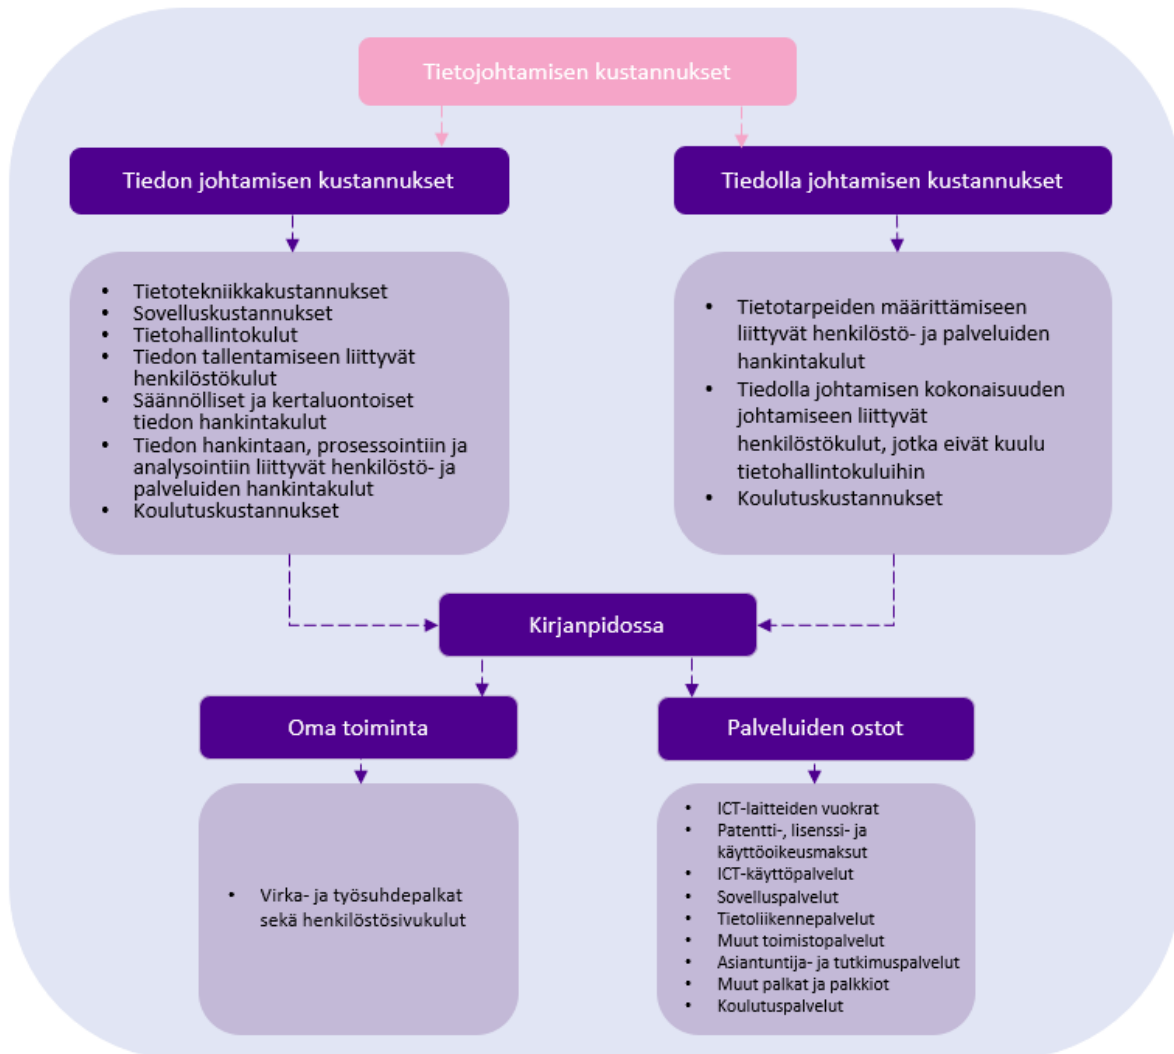 Tietojohtamisen kustannukset
Tiedon johtamisen kustannukset
Tiedolla johtamisen kustannukset
• Tietotekniikkakustannukset
• Sovelluskustannukset
• Tietohallintokulut
• Tiedon tallentamiseen liittyvät
henkilöstökulut
• Säännölliset ja kertaluontoiset
tiedon hankintakulut
• Tiedon hankintaan, prosessointiin ja
analysointiin liittyvät henkilöstö- ja
palveluiden hankintakulut
• Koulutuskustannukset
• Tietotarpeiden määrittämiseen
liittyvät henkilöstö- ja palveluiden
hankintakulut
• Tiedolla johtamisen kokonaisuuden
johtamiseen liittyvät
henkilöstökulut, jotka eivät kuulu
tietohallintokuluihin
• Koulutuskustannukset
Kirjanpidossa
Oma toiminta
Palveluiden ostot
• Virka- ja työsuhdepalkat
sekä henkilöstösivukulut
• ICT-laitteiden vuokrat
• Patentti-, lisenssi- ja
käyttöoikeusmaksut
• ICT-käyttöpalvelut
• Sovelluspalvelut
• Tietoliikennepalvelut
• Muut toimistopalvelut
• Asiantuntija- ja tutkimuspalvelut
• Muut palkat ja palkkiot
• Koulutuspalvelut